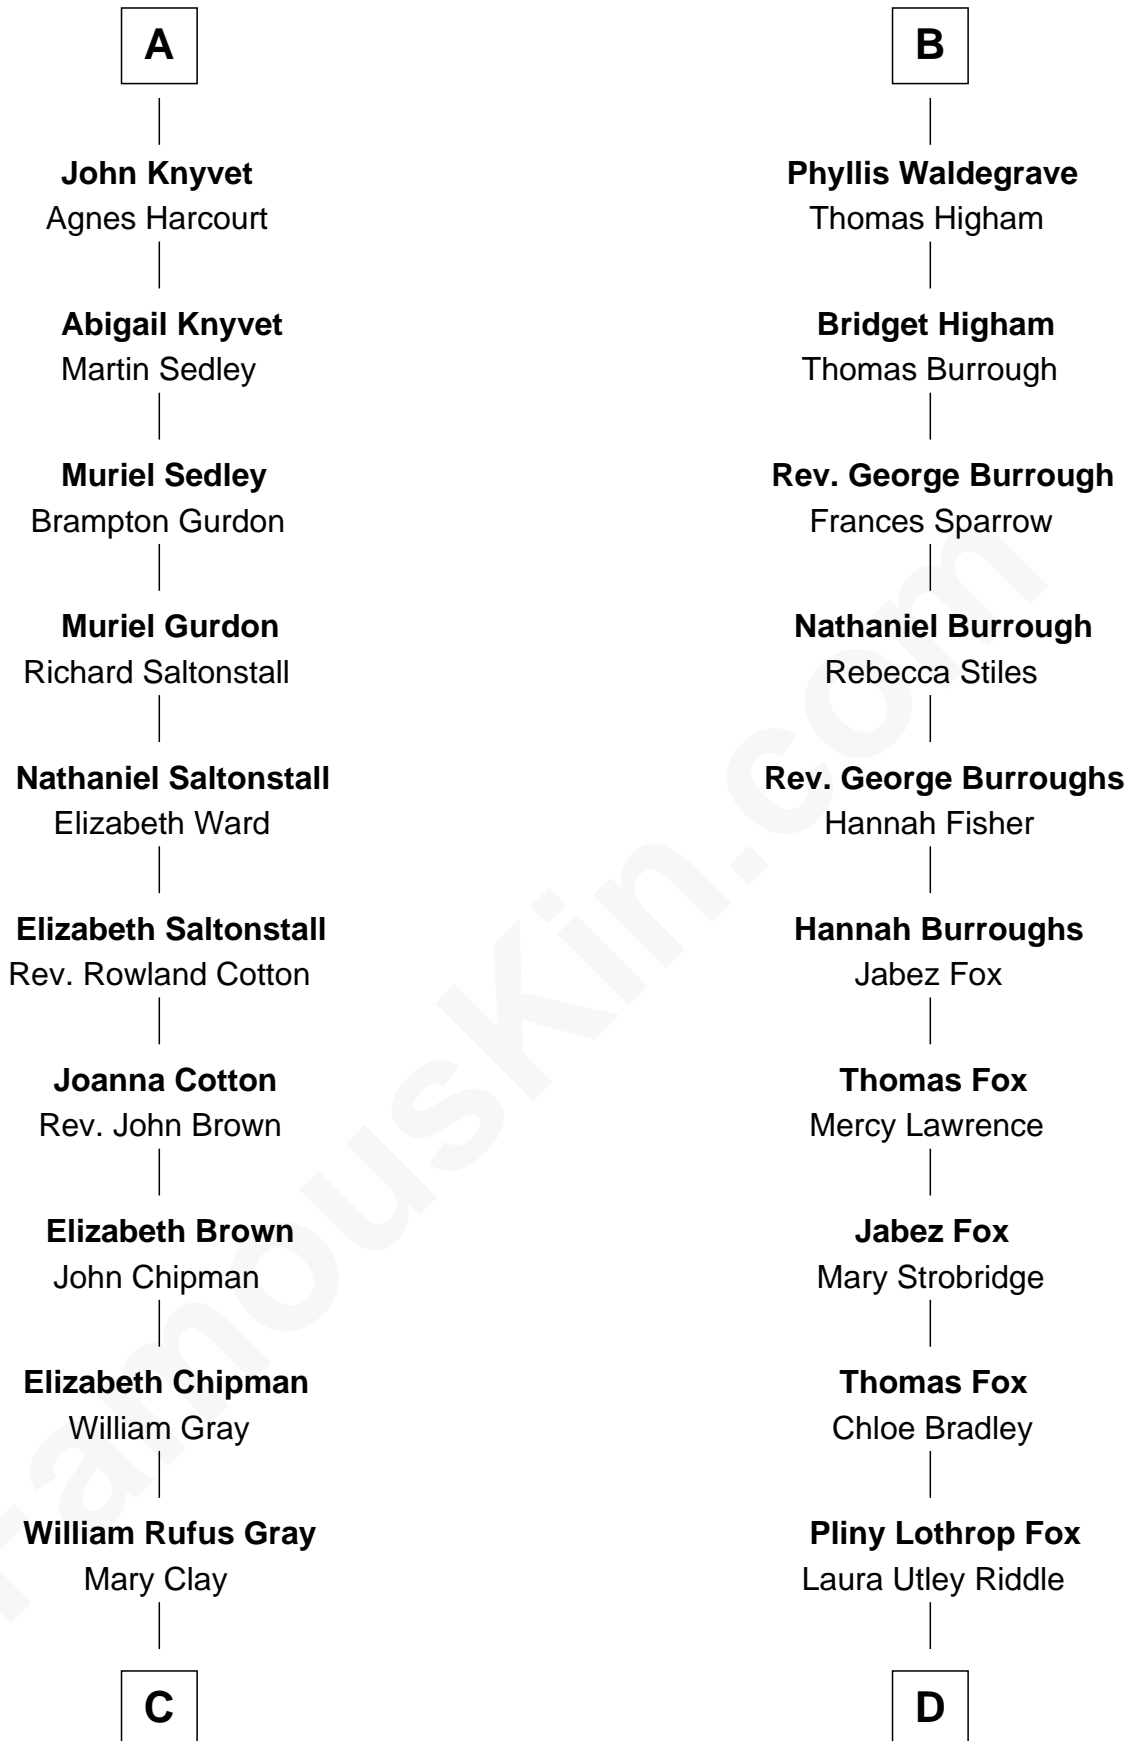 A
John Knyvet
Agnes Harcourt
Abigail Knyvet
Martin Sedley
Muriel Sedley
Brampton Gurdon
Muriel Gurdon
Richard Saltonstall
Nathaniel Saltonstall
Elizabeth Ward
Elizabeth Saltonstall
Rev. Rowland Cotton
Joanna Cotton
Rev. John Brown
Elizabeth Brown
John Chipman
Elizabeth Chipman
William Gray
William Rufus Gray
Mary Clay
C
B
Phyllis Waldegrave
Thomas Higham
Bridget Higham
Thomas Burrough
Rev. George Burrough
Frances Sparrow
Nathaniel Burrough
Rebecca Stiles
Rev. George Burroughs
Hannah Fisher
Hannah Burroughs
Jabez Fox
Thomas Fox
Mercy Lawrence
Jabez Fox
Mary Strobridge
Thomas Fox
Chloe Bradley
Pliny Lothrop Fox
Laura Utley Riddle
D
FamousKin.com